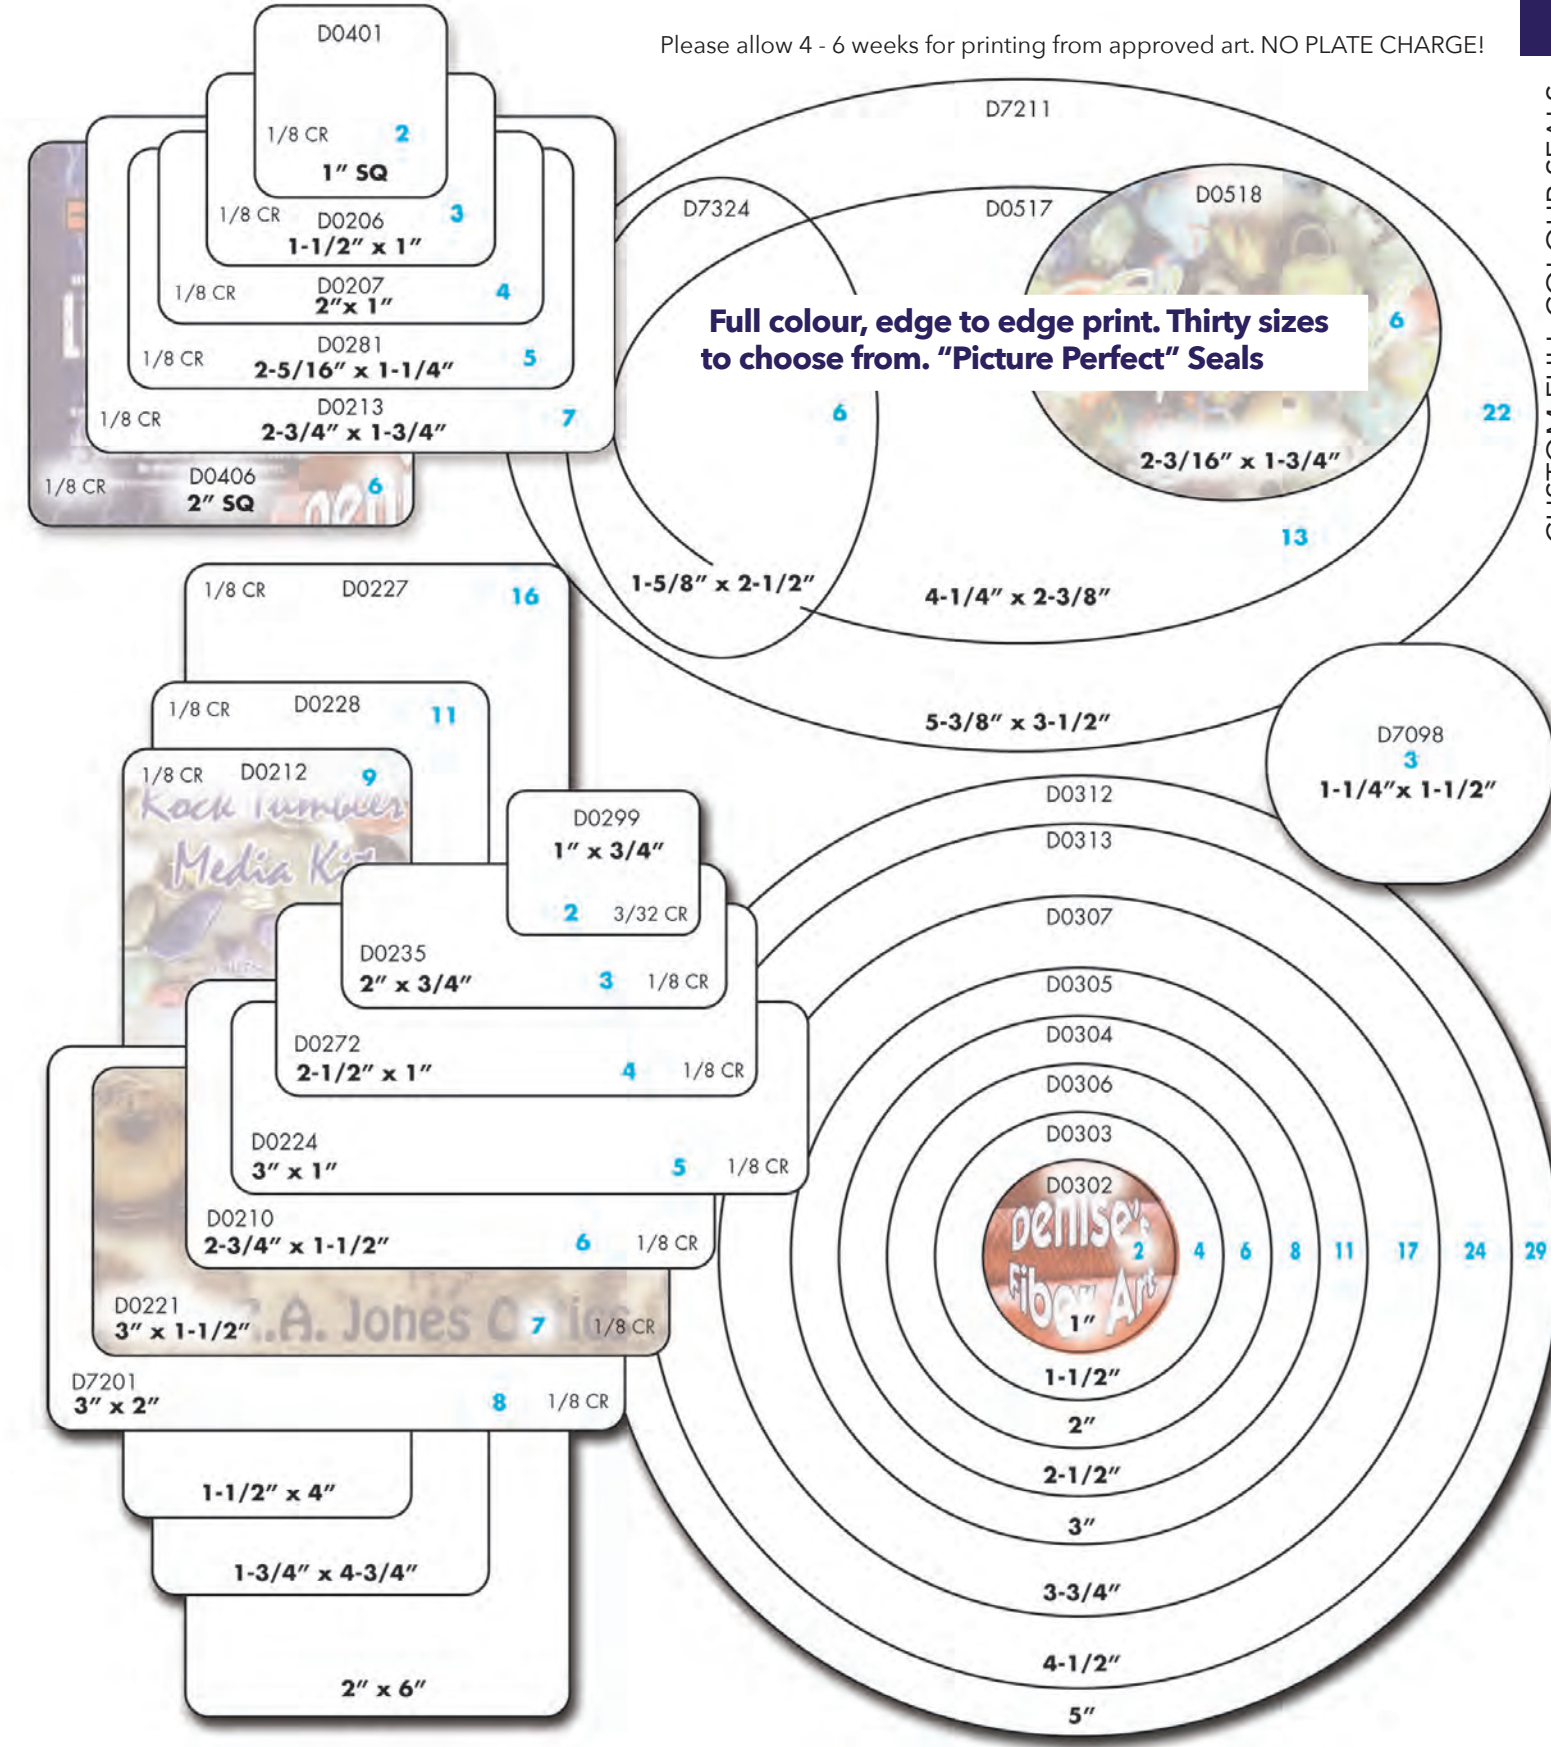 Please allow 4 - 6 weeks for printing from approved art. NO PLATE CHARGE!
CUSTOM FULL COLOUR SEALS
D0401
1/8 CR 2
1" SQ
1/8 CR D0206 3
1-1/2" x 1"
1/8 CR D0207 4
2"x 1"
1/8 CR D0281 5
2-5/16" x 1-1/4"
1/8 CR D0213 7
2-3/4" x 1-3/4"
1/8 CR D0406 6
2" SQ
D7211
D7324 D0517 D0518
Full colour, edge to edge print. Thirty sizes
to choose from. “Picture Perfect” Seals
6
6
22
2-3/16" x 1-3/4"
13
1-5/8" x 2-1/2"
4-1/4" x 2-3/8"
5-3/8" x 3-1/2"
D7098
3
1-1/4"x 1-1/2"
1/8 CR D0227 16
1/8 CR D0228 11
1/8 CR D0212 9
Rock Tumbler
Media Kit
D0299
1" x 3/4"
2 3/32 CR
D0235
2" x 3/4" 3 1/8 CR
D0272
2-1/2" x 1" 4 1/8 CR
D0224
3" x 1" 5 1/8 CR
D0210
2-3/4" x 1-1/2" 6 1/8 CR
D0221
3" x 1-1/2" .A. Jones 7 1/8 CR
D7201
3" x 2" 8 1/8 CR
1-1/2" x 4"
1-3/4" x 4-3/4"
2" x 6"
D0312
D0313
D0307
D0305
D0304
D0306
D0303
D0302
Denise's
Fiber Art
2 4 6 8 11 17 24 29
1"
1-1/2"
2"
2-1/2"
3"
3-3/4"
4-1/2"
5"